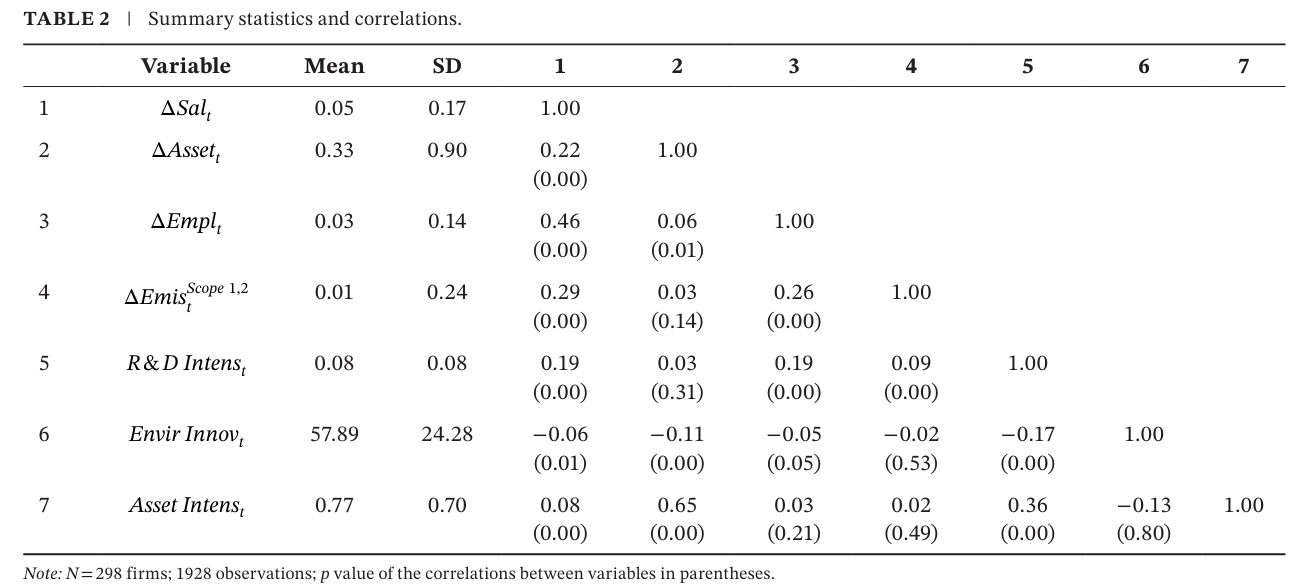 TABLE 2 | Summary statistics and correlations.
Variable Mean SD 1 2 3 4 5 6 7
1 ΔSal_t 0.05 0.17 1.00
2 ΔAsset_t 0.33 0.90 0.22 1.00
(0.00)
3 ΔEmpl_t 0.03 0.14 0.46 0.06 1.00
(0.00) (0.01)
4 ΔEmis_t^Scope 1,2 0.01 0.24 0.29 0.03 0.26 1.00
(0.00) (0.14) (0.00)
5 R&D Intens_t 0.08 0.08 0.19 0.03 0.19 0.09 1.00
(0.00) (0.31) (0.00) (0.00)
6 Envir Innov_t 57.89 24.28 −0.06 −0.11 −0.05 −0.02 −0.17 1.00
(0.01) (0.00) (0.05) (0.53) (0.00)
7 Asset Intens_t 0.77 0.70 0.08 0.65 0.03 0.02 0.36 −0.13 1.00
(0.00) (0.00) (0.21) (0.49) (0.00) (0.80)
Note: N = 298 firms; 1928 observations; p value of the correlations between variables in parentheses.